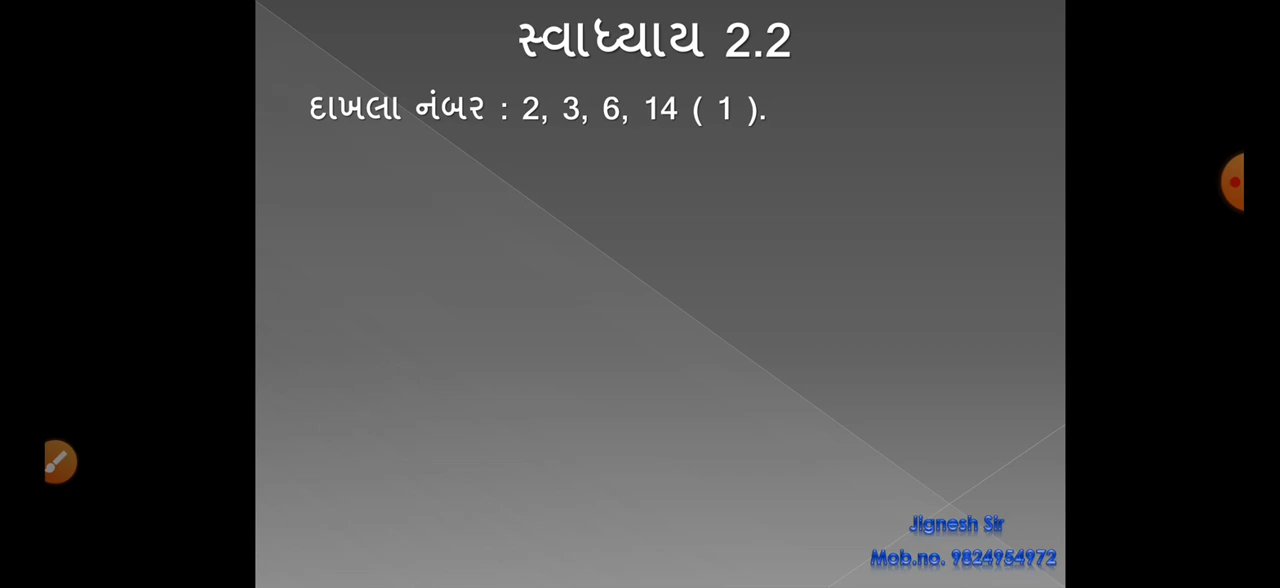 સ્વાધ્યાય 2.2
દાખલા નંબર : 2, 3, 6, 14 ( 1 ).
Jignesh Sir
Mob.no. 9824954972